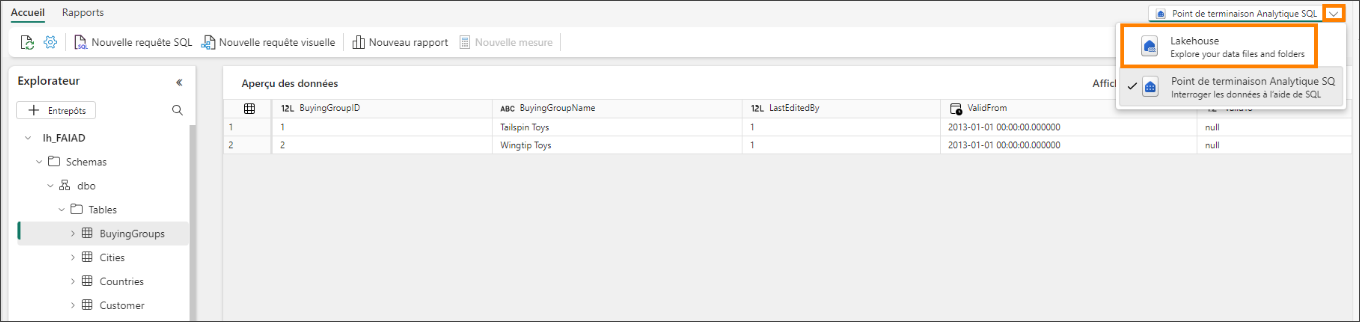 Accueil Rapports Point de terminaison Analytique SQL
Nouvelle requête SQL Nouvelle requête visuelle Nouveau rapport Nouvelle mesure
Lakehouse
Explore your data files and folders
Point de terminaison Analytique SQ
Interroger les données à l'aide de SQL
Explorateur
Entrepôts
lh_FAIAD
Schemas
dbo
Tables
BuyingGroups
Cities
Countries
Customer
Aperçu des données
12L BuyingGroupID ABC BuyingGroupName 12L LastEditedBy ValidFrom
1 1 Tailspin Toys 1 2013-01-01 00:00:00.000000 null
2 2 Wingtip Toys 1 2013-01-01 00:00:00.000000 null